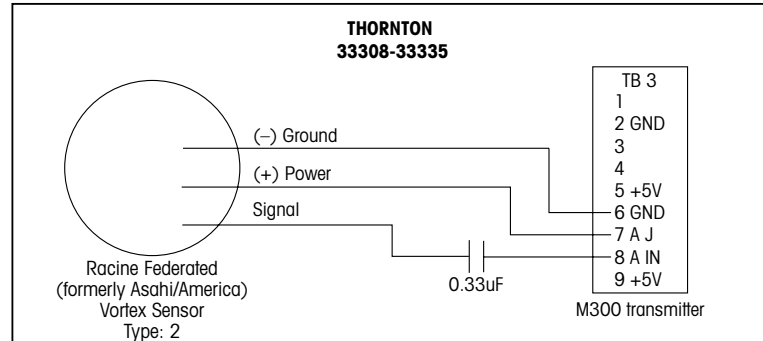 THORNTON
33308-33335
(–) Ground
(+) Power
Signal
0.33uF
Racine Federated
(formerly Asahi/America)
Vortex Sensor
Type: 2
TB 3
1
2 GND
3
4
5 +5V
6 GND
7 A J
8 A IN
9 +5V
M300 transmitter